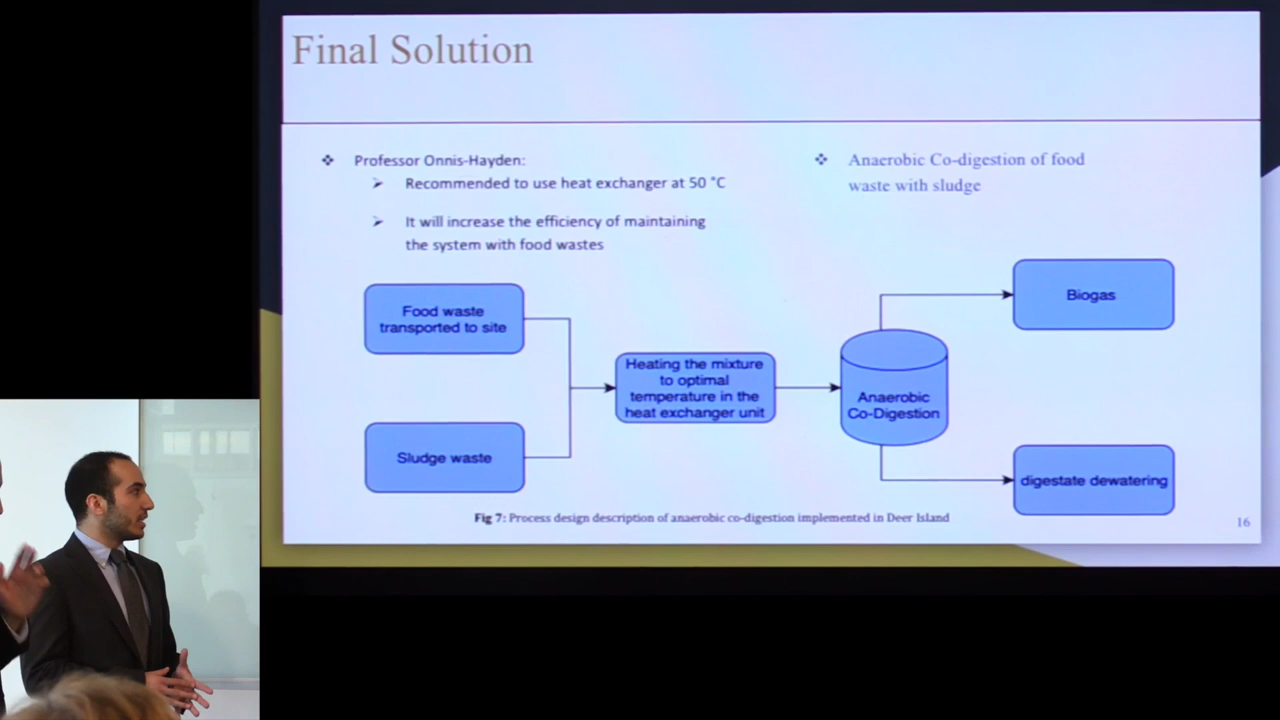 Final Solution
❖ Professor Onnis-Hayden:
➢ Recommended to use heat exchanger at 50 °C
➢ It will increase the efficiency of maintaining
the system with food wastes
❖ Anaerobic Co-digestion of food
waste with sludge
Food waste
transported to site
Sludge waste
Heating the mixture
to optimal
temperature in the
heat exchanger unit
Anaerobic
Co-Digestion
Biogas
digestate dewatering
Fig 7: Process design description of anaerobic co-digestion implemented in Deer Island
16